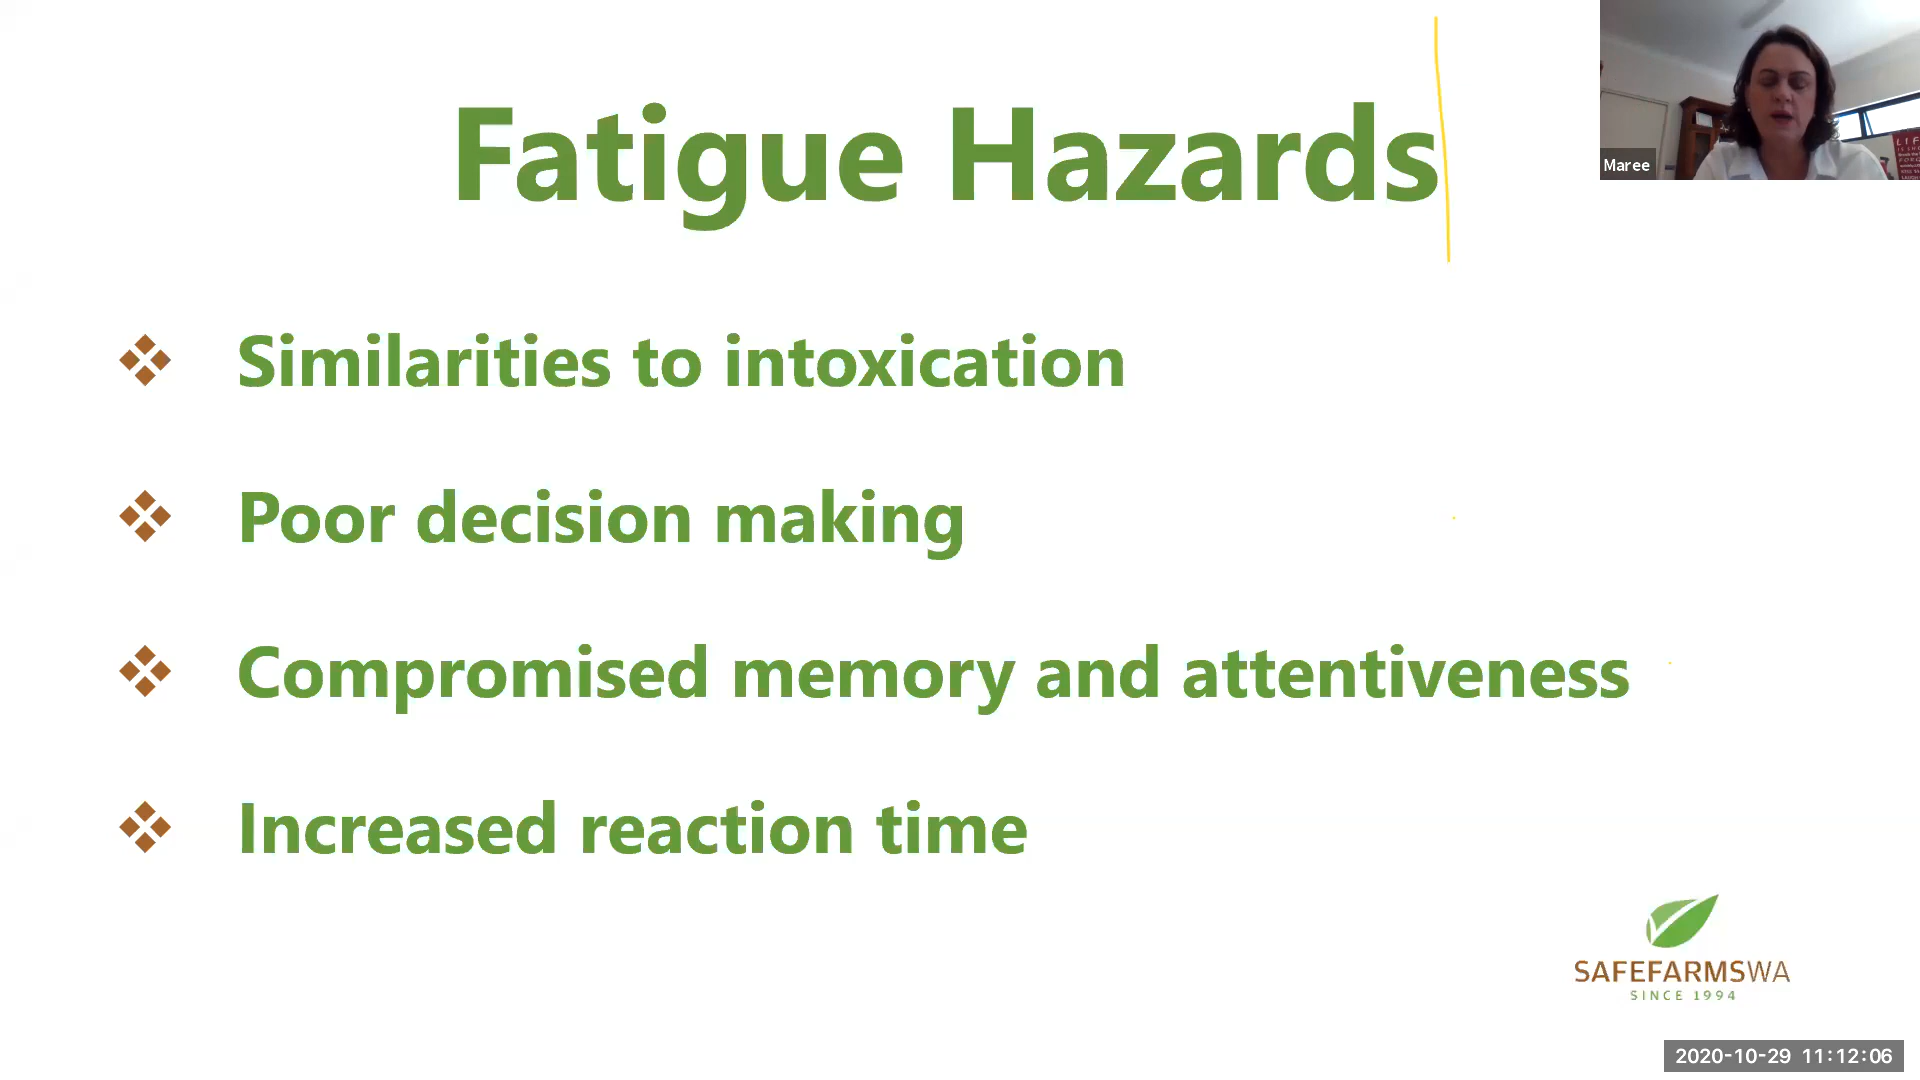 Fatigue Hazards
Maree
Similarities to intoxication
Poor decision making
Compromised memory and attentiveness
Increased reaction time
SAFEFARMSWA
SINCE 1994
2020-10-29 11:12:06